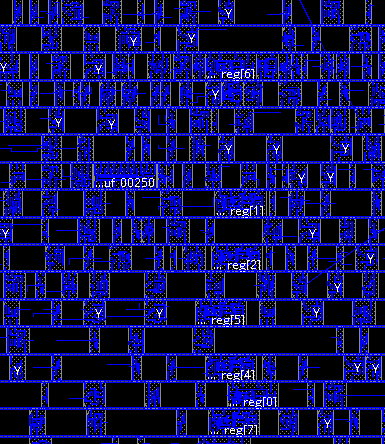 Y
Y Y
Y Y ... reg[6]
Y
Y Y
Y Y Y
...uf_00250 Y Y
... reg[1]
Y Y
... reg[2] Y
Y
Y Y ... reg[5] Y
Y ... reg[4] Y Y
... reg[0]
... reg[7] Y